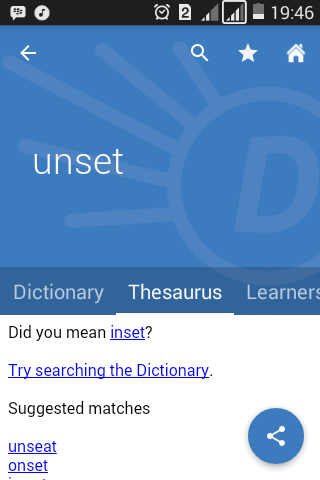 2 19:46
D
unset
Dictionary Thesaurus Learners
Did you mean inset?
Try searching the Dictionary.
Suggested matches
unseat
onset